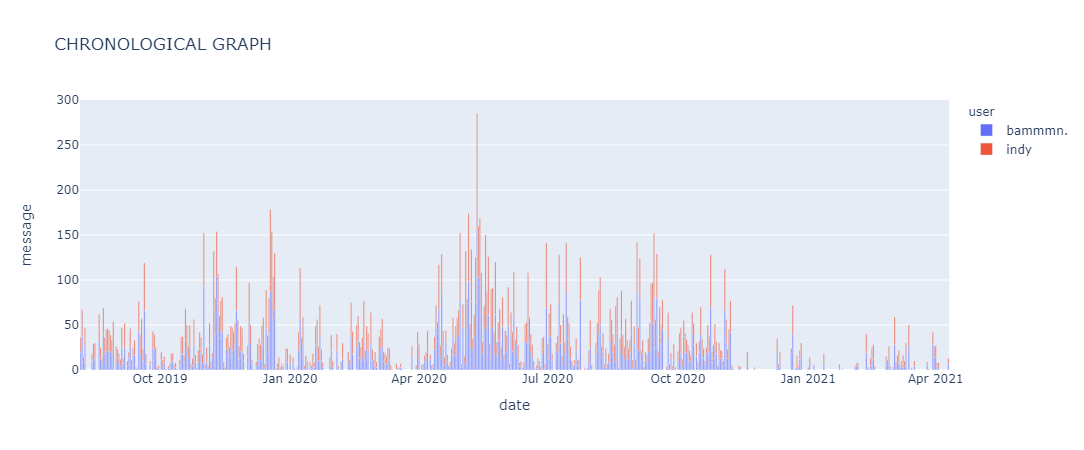 CHRONOLOGICAL GRAPH
300
250
200
150
100
50
0
message
Oct 2019 Jan 2020 Apr 2020 Jul 2020 Oct 2020 Jan 2021 Apr 2021
date
user
bammmn.
indy